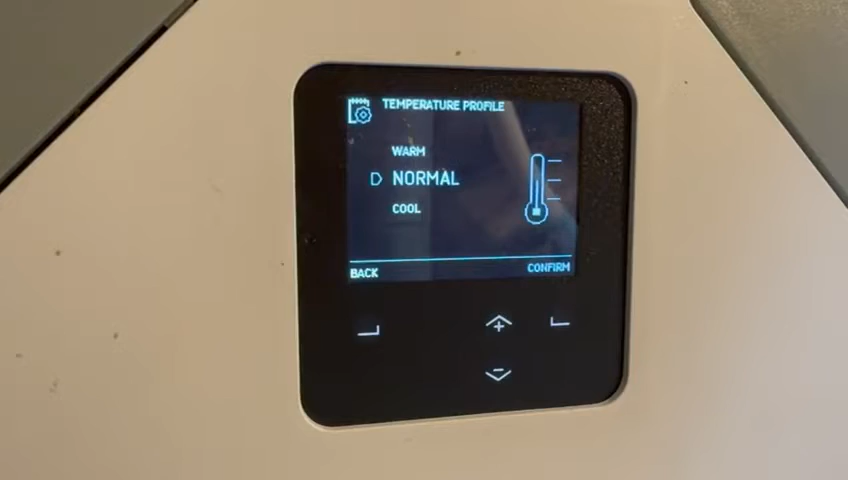 TEMPERATURE PROFILE
WARM
NORMAL
COOL
BACK CONFIRM